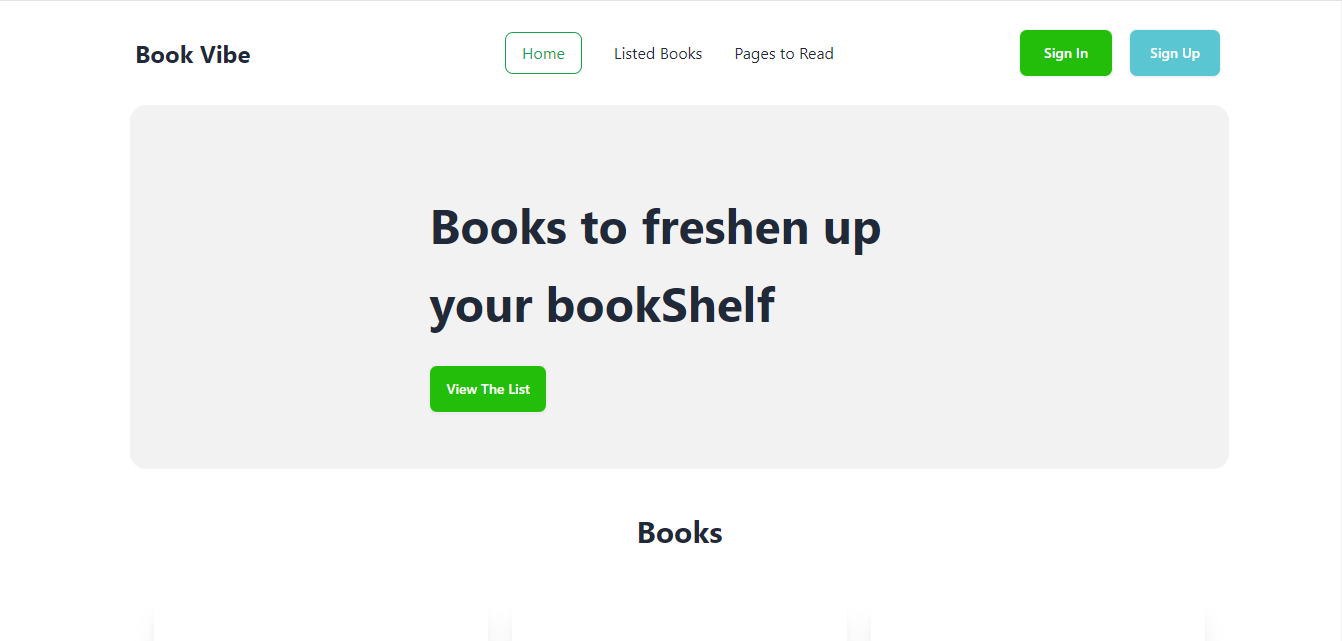 Book Vibe
Home
Listed Books
Pages to Read
Sign In
Sign Up
Books to freshen up
your bookShelf
View The List
Books